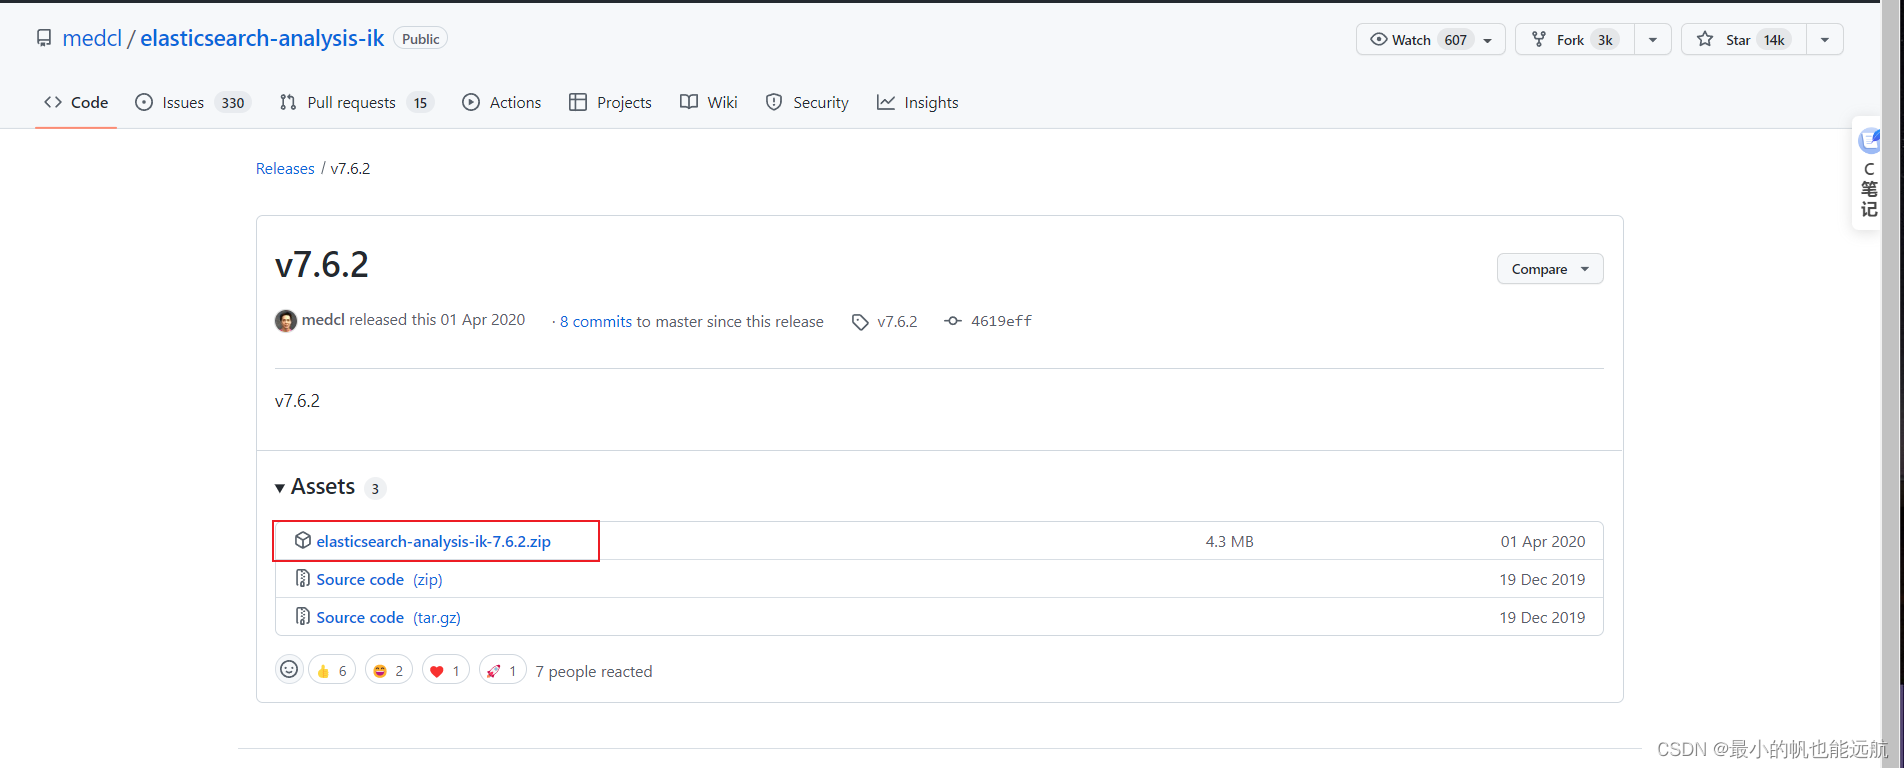 medcl / elasticsearch-analysis-ik Public
Watch 607 Fork 3k Star 14k
Code Issues 330 Pull requests 15 Actions Projects Wiki Security Insights
C
笔
记
Releases / v7.6.2
v7.6.2
Compare
medcl released this 01 Apr 2020 · 8 commits to master since this release v7.6.2 4619eff
v7.6.2
Assets 3
elasticsearch-analysis-ik-7.6.2.zip 4.3 MB 01 Apr 2020
Source code (zip) 19 Dec 2019
Source code (tar.gz) 19 Dec 2019
6 2 1 1 7 people reacted
CSDN @最小的帆也能远航